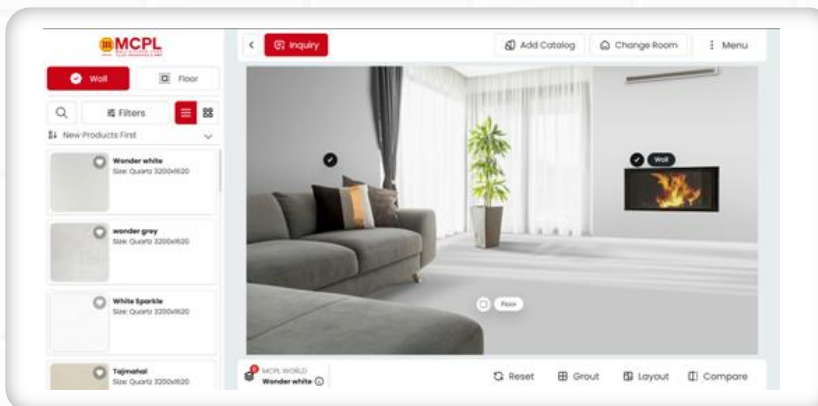 MCPL
Inquiry
Add Catalog
Change Room
Menu
Wall
Floor
Filters
New Products First
Wonder white
Size: Quartz 3200x1620
wonder grey
Size: Quartz 3200x1620
White Sparkle
Size: Quartz 3200x1620
Tajmahal
Size: Quartz 3200x1620
Wall
Floor
MCPL WORLD
Wonder white
Reset
Grout
Layout
Compare